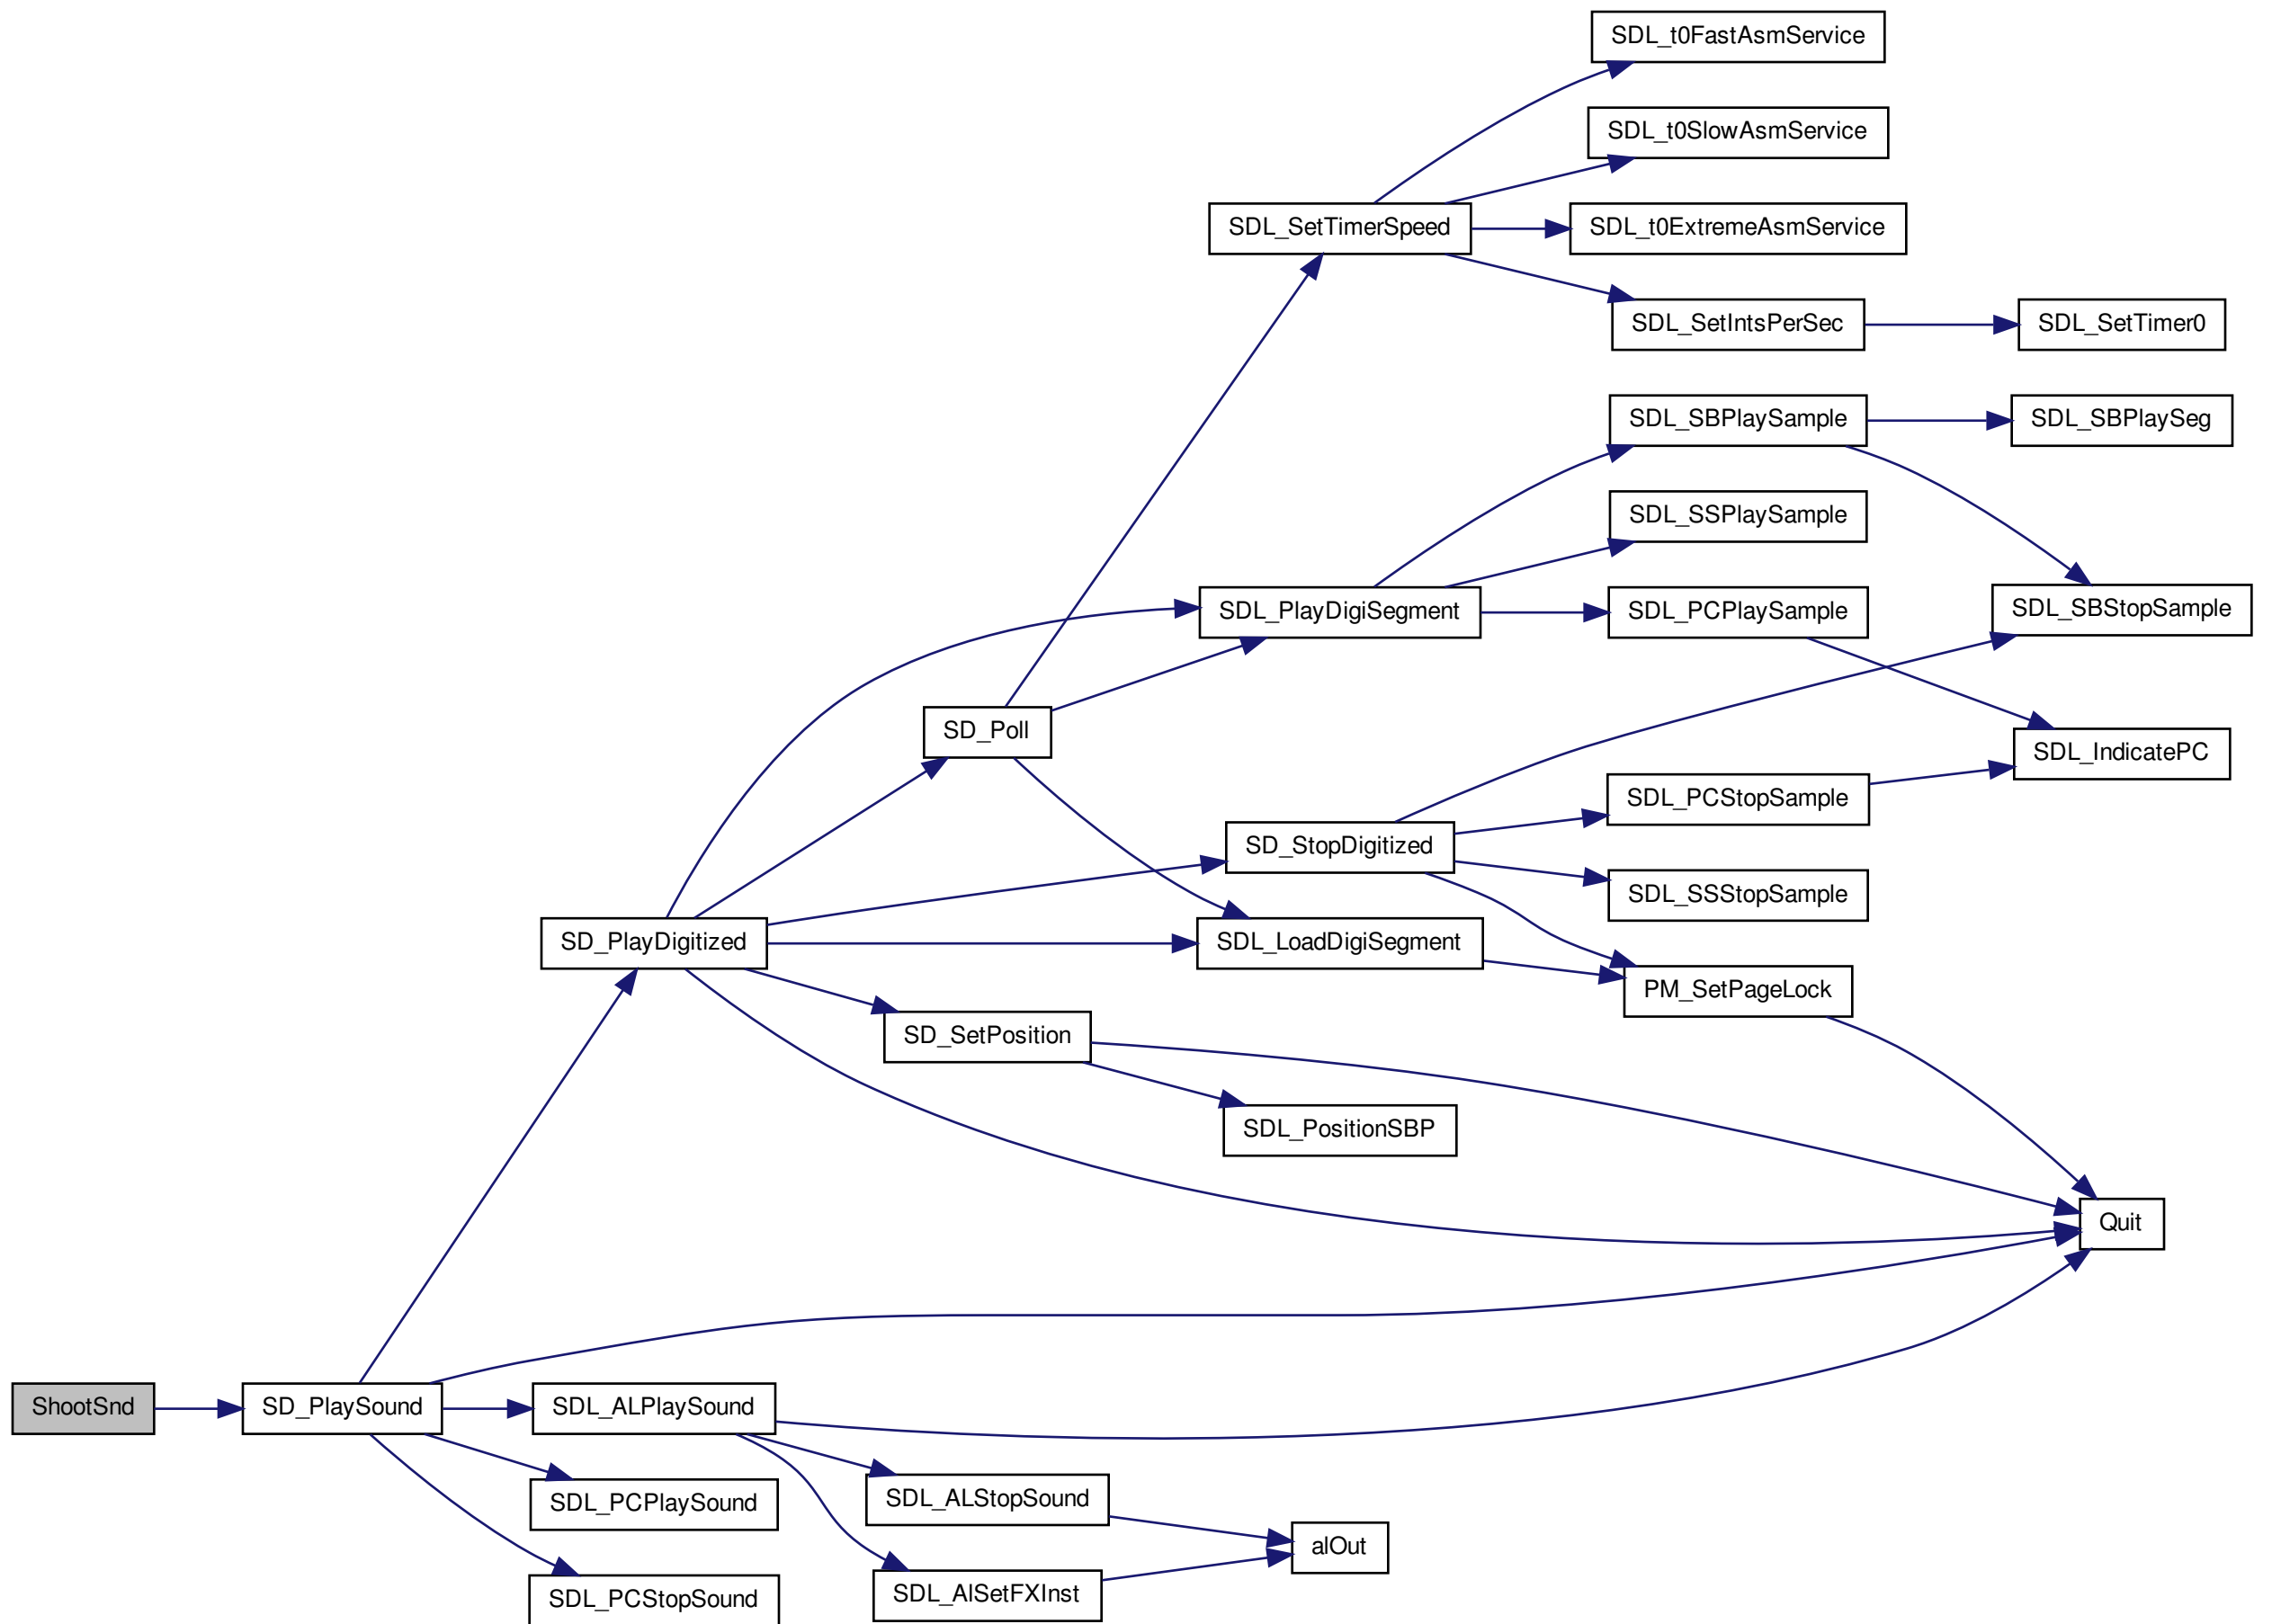 SDL_t0FastAsmService
SDL_t0SlowAsmService
SDL_SetTimerSpeed
SDL_t0ExtremeAsmService
SDL_SetIntsPerSec
SDL_SetTimer0
SDL_SBPlaySample
SDL_SBPlaySeg
SDL_SSPlaySample
SDL_PlayDigiSegment
SDL_PCPlaySample
SDL_SBStopSample
SD_Poll
SDL_IndicatePC
SDL_PCStopSample
SD_StopDigitized
SDL_SSStopSample
SD_PlayDigitized
SDL_LoadDigiSegment
PM_SetPageLock
SD_SetPosition
SDL_PositionSBP
Quit
ShootSnd
SD_PlaySound
SDL_ALPlaySound
SDL_PCPlaySound
SDL_ALStopSound
alOut
SDL_PCStopSound
SDL_AlSetFXInst